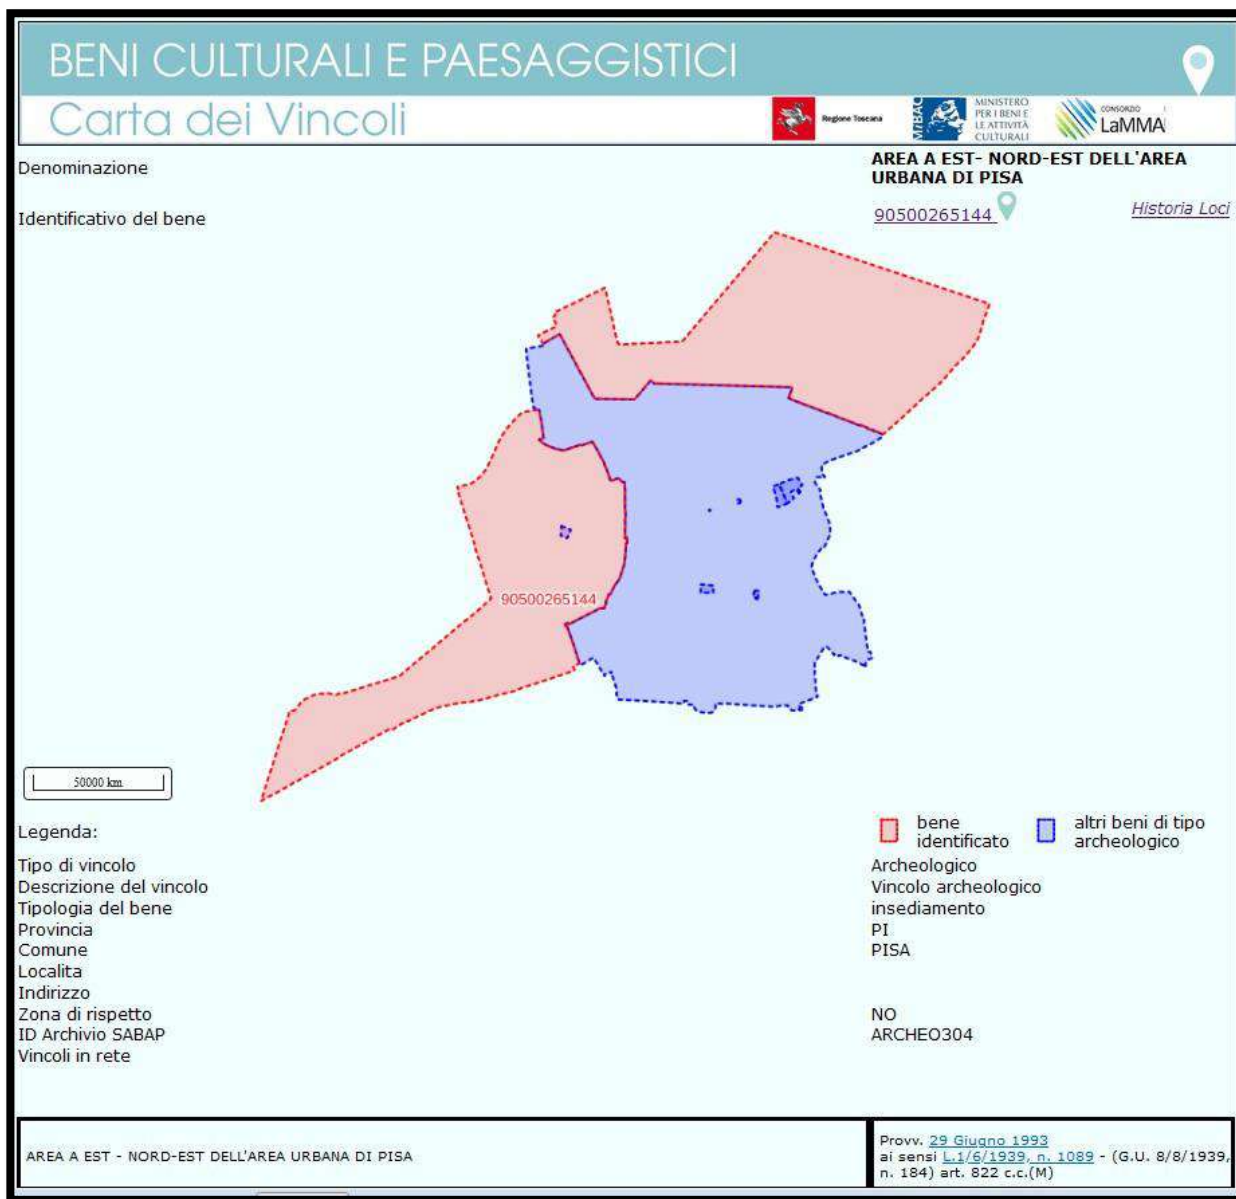 BENI CULTURALI E PAESAGGISTICI
Carta dei Vincoli
Regione Toscana
MiBAC
MINISTERO
PER I BENI E
LE ATTIVITÀ
CULTURALI
CONSORZIO
LaMMA
Denominazione
AREA A EST- NORD-EST DELL'AREA
URBANA DI PISA
Identificativo del bene
90500265144
Historia Loci
90500265144
50000 km
Legenda:
bene
identificato
altri beni di tipo
archeologico
Tipo di vincolo
Archeologico
Descrizione del vincolo
Vincolo archeologico
Tipologia del bene
insediamento
Provincia
PI
Comune
PISA
Localita
Indirizzo
Zona di rispetto
NO
ID Archivio SABAP
ARCHEO304
Vincoli in rete
AREA A EST - NORD-EST DELL'AREA URBANA DI PISA
Provv. 29 Giugno 1993
ai sensi L.1/6/1939, n. 1089 - (G.U. 8/8/1939,
n. 184) art. 822 c.c.(M)